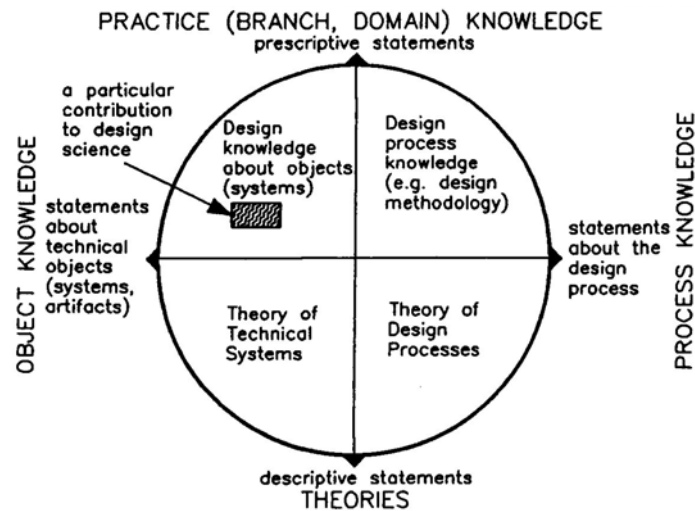 PRACTICE (BRANCH, DOMAIN) KNOWLEDGE
prescriptive statements
a particular
contribution
to design
science
Design
knowledge
about objects
(systems)
Design
process
knowledge
(e.g. design
methodology)
OBJECT KNOWLEDGE
statements
about
technical
objects
(systems,
artifacts)
statements
about the
design
process
PROCESS KNOWLEDGE
Theory of
Technical
Systems
Theory of
Design
Processes
descriptive statements
THEORIES